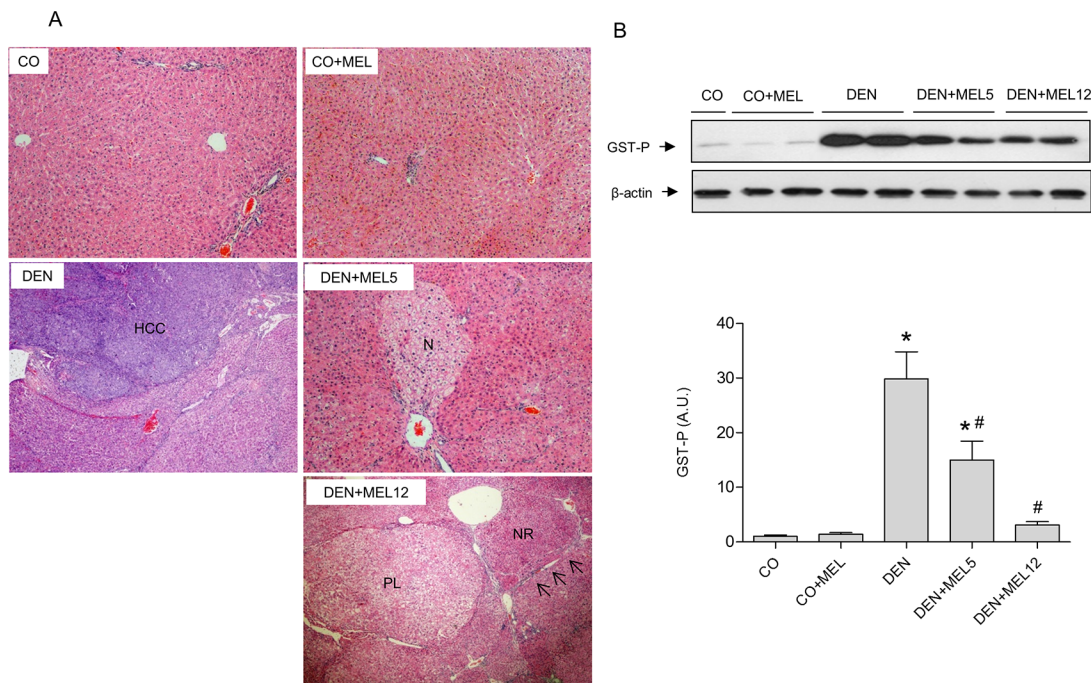 A
CO
CO+MEL
DEN
HCC
DEN+MEL5
N
DEN+MEL12
NR
PL
B
CO CO+MEL DEN DEN+MEL5 DEN+MEL12
GST-P
β-actin
GST-P (A.U.)
40
30
20
10
0
*
* #
#
CO
CO+MEL
DEN
DEN+MEL5
DEN+MEL12